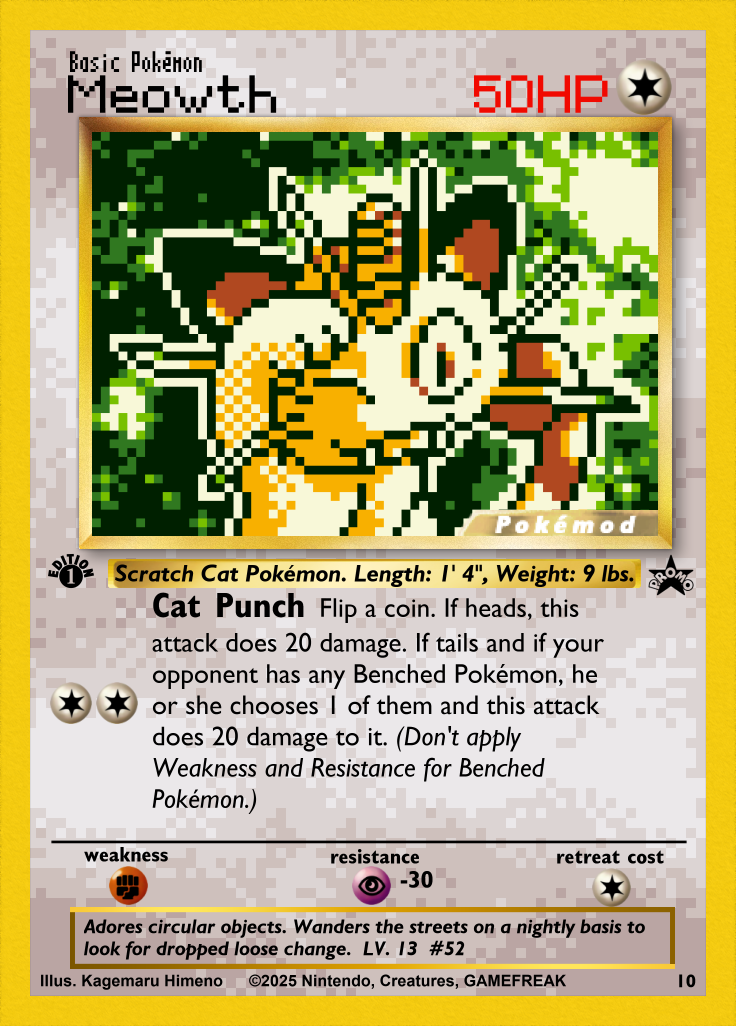 Basic Pokémon
Meowth 50HP
Pokémod
EDITION 1
Scratch Cat Pokémon. Length: 1' 4", Weight: 9 lbs.
PROMO
Cat Punch Flip a coin. If heads, this
attack does 20 damage. If tails and if your
opponent has any Benched Pokémon, he
or she chooses 1 of them and this attack
does 20 damage to it. (Don't apply
Weakness and Resistance for Benched
Pokémon.)
weakness resistance retreat cost
-30
Adores circular objects. Wanders the streets on a nightly basis to
look for dropped loose change. LV. 13 #52
Illus. Kagemaru Himeno ©2025 Nintendo, Creatures, GAMEFREAK 10